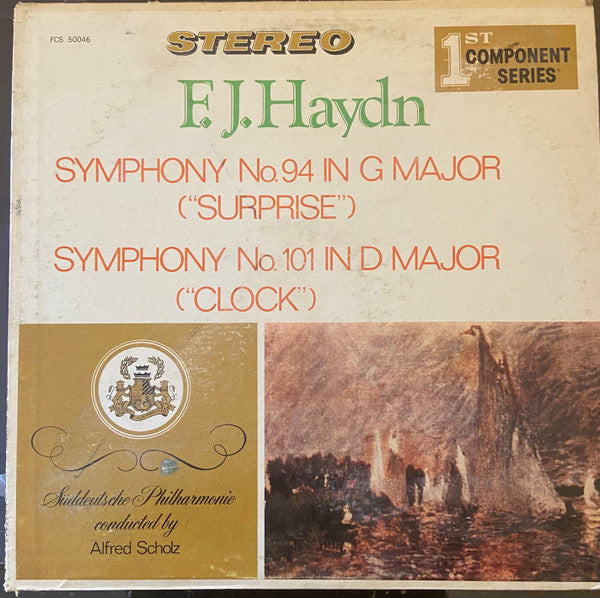 FCS 50046
STEREO
1ST
COMPONENT
SERIES
F. J. Haydn
SYMPHONY No. 94 IN G MAJOR
("SURPRISE")
SYMPHONY No. 101 IN D MAJOR
("CLOCK")
Süddeutsche Philharmonie
conducted by
Alfred Scholz